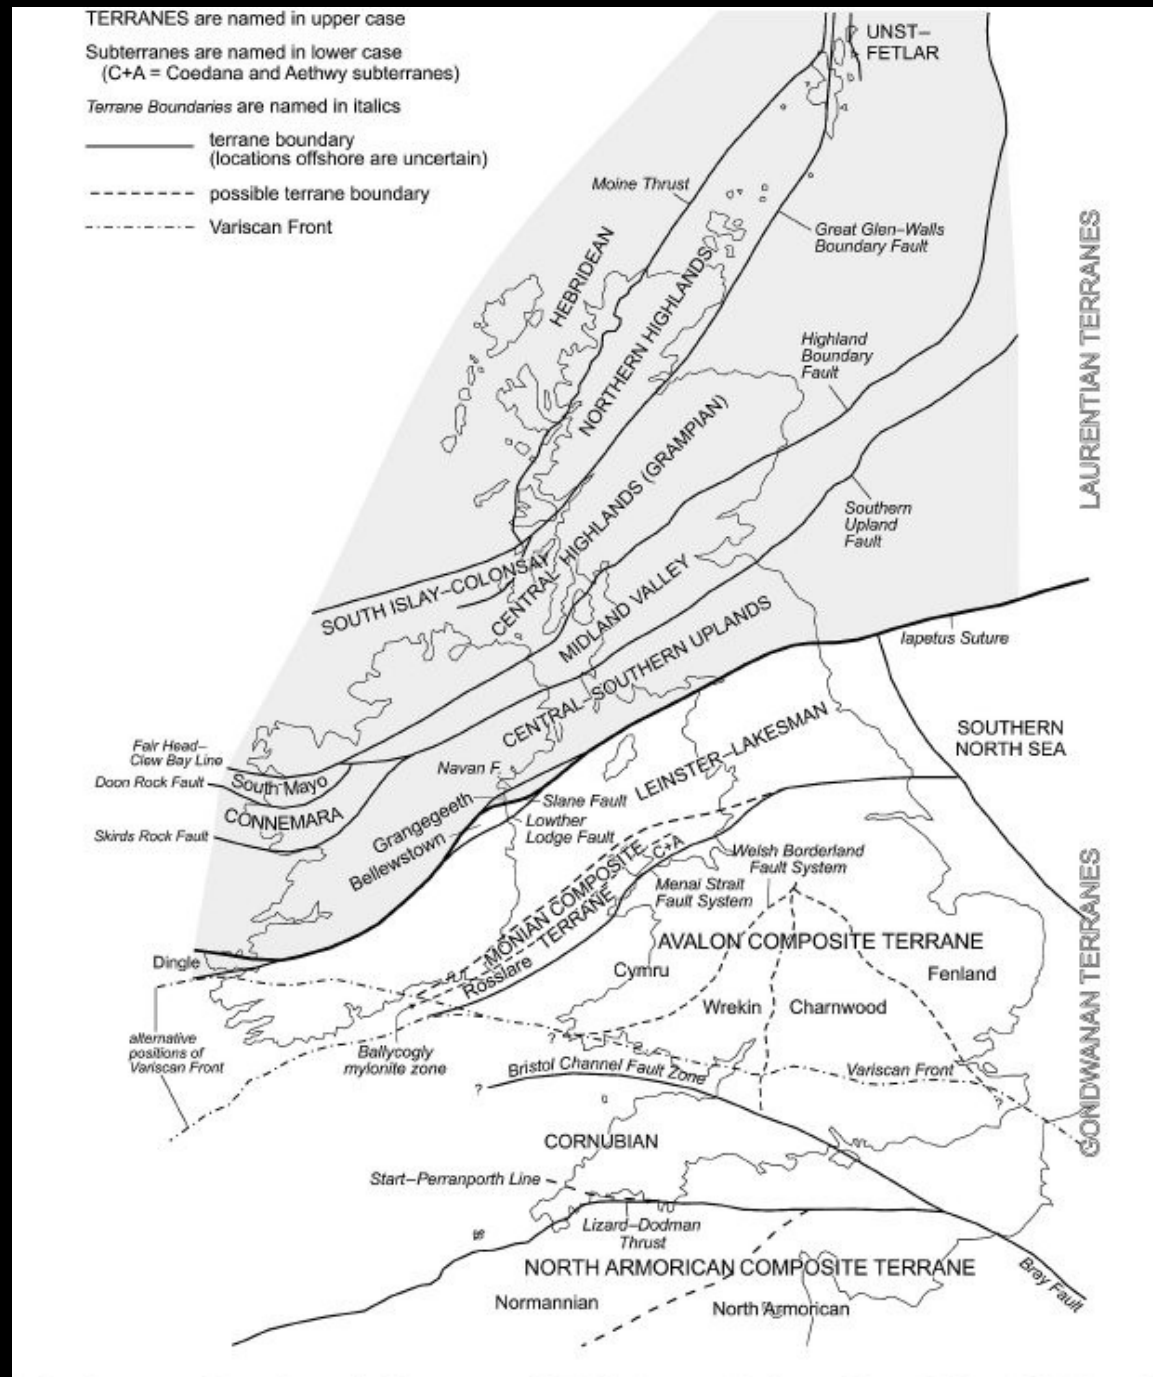 TERRANES are named in upper case
Subterranes are named in lower case
(C+A = Coedana and Aethwy subterranes)
Terrane Boundaries are named in italics
terrane boundary
(locations offshore are uncertain)
possible terrane boundary
Variscan Front
UNST–
FETLAR
Moine Thrust
Great Glen–Walls
Boundary Fault
HEBRIDEAN
NORTHERN HIGHLANDS
Highland
Boundary
Fault
LAURENTIAN TERRANES
CENTRAL HIGHLANDS (GRAMPIAN)
Southern
Upland
Fault
SOUTH ISLAY–COLONSAY
MIDLAND VALLEY
CENTRAL–SOUTHERN UPLANDS
Iapetus Suture
Fair Head–
Clew Bay Line
Doon Rock Fault
South Mayo
CONNEMARA
Skirds Rock Fault
Navan F.
Grangegeeth
Bellewstown
Slane Fault
Lowther
Lodge Fault
LEINSTER–LAKESMAN
SOUTHERN
NORTH SEA
MONIAN COMPOSITE
TERRANE
C+A
Rosslare
Menai Strait
Fault System
Welsh Borderland
Fault System
GONDWANAN TERRANES
AVALON COMPOSITE TERRANE
Dingle
Cymru
Wrekin
Charnwood
Fenland
alternative
positions of
Variscan Front
Ballycogly
mylonite zone
?
Bristol Channel Fault Zone
?
Variscan Front
?
CORNUBIAN
Start–Perranporth Line
Lizard–Dodman
Thrust
NORTH ARMORICAN COMPOSITE TERRANE
Normannian
North Armorican
Bray Fault